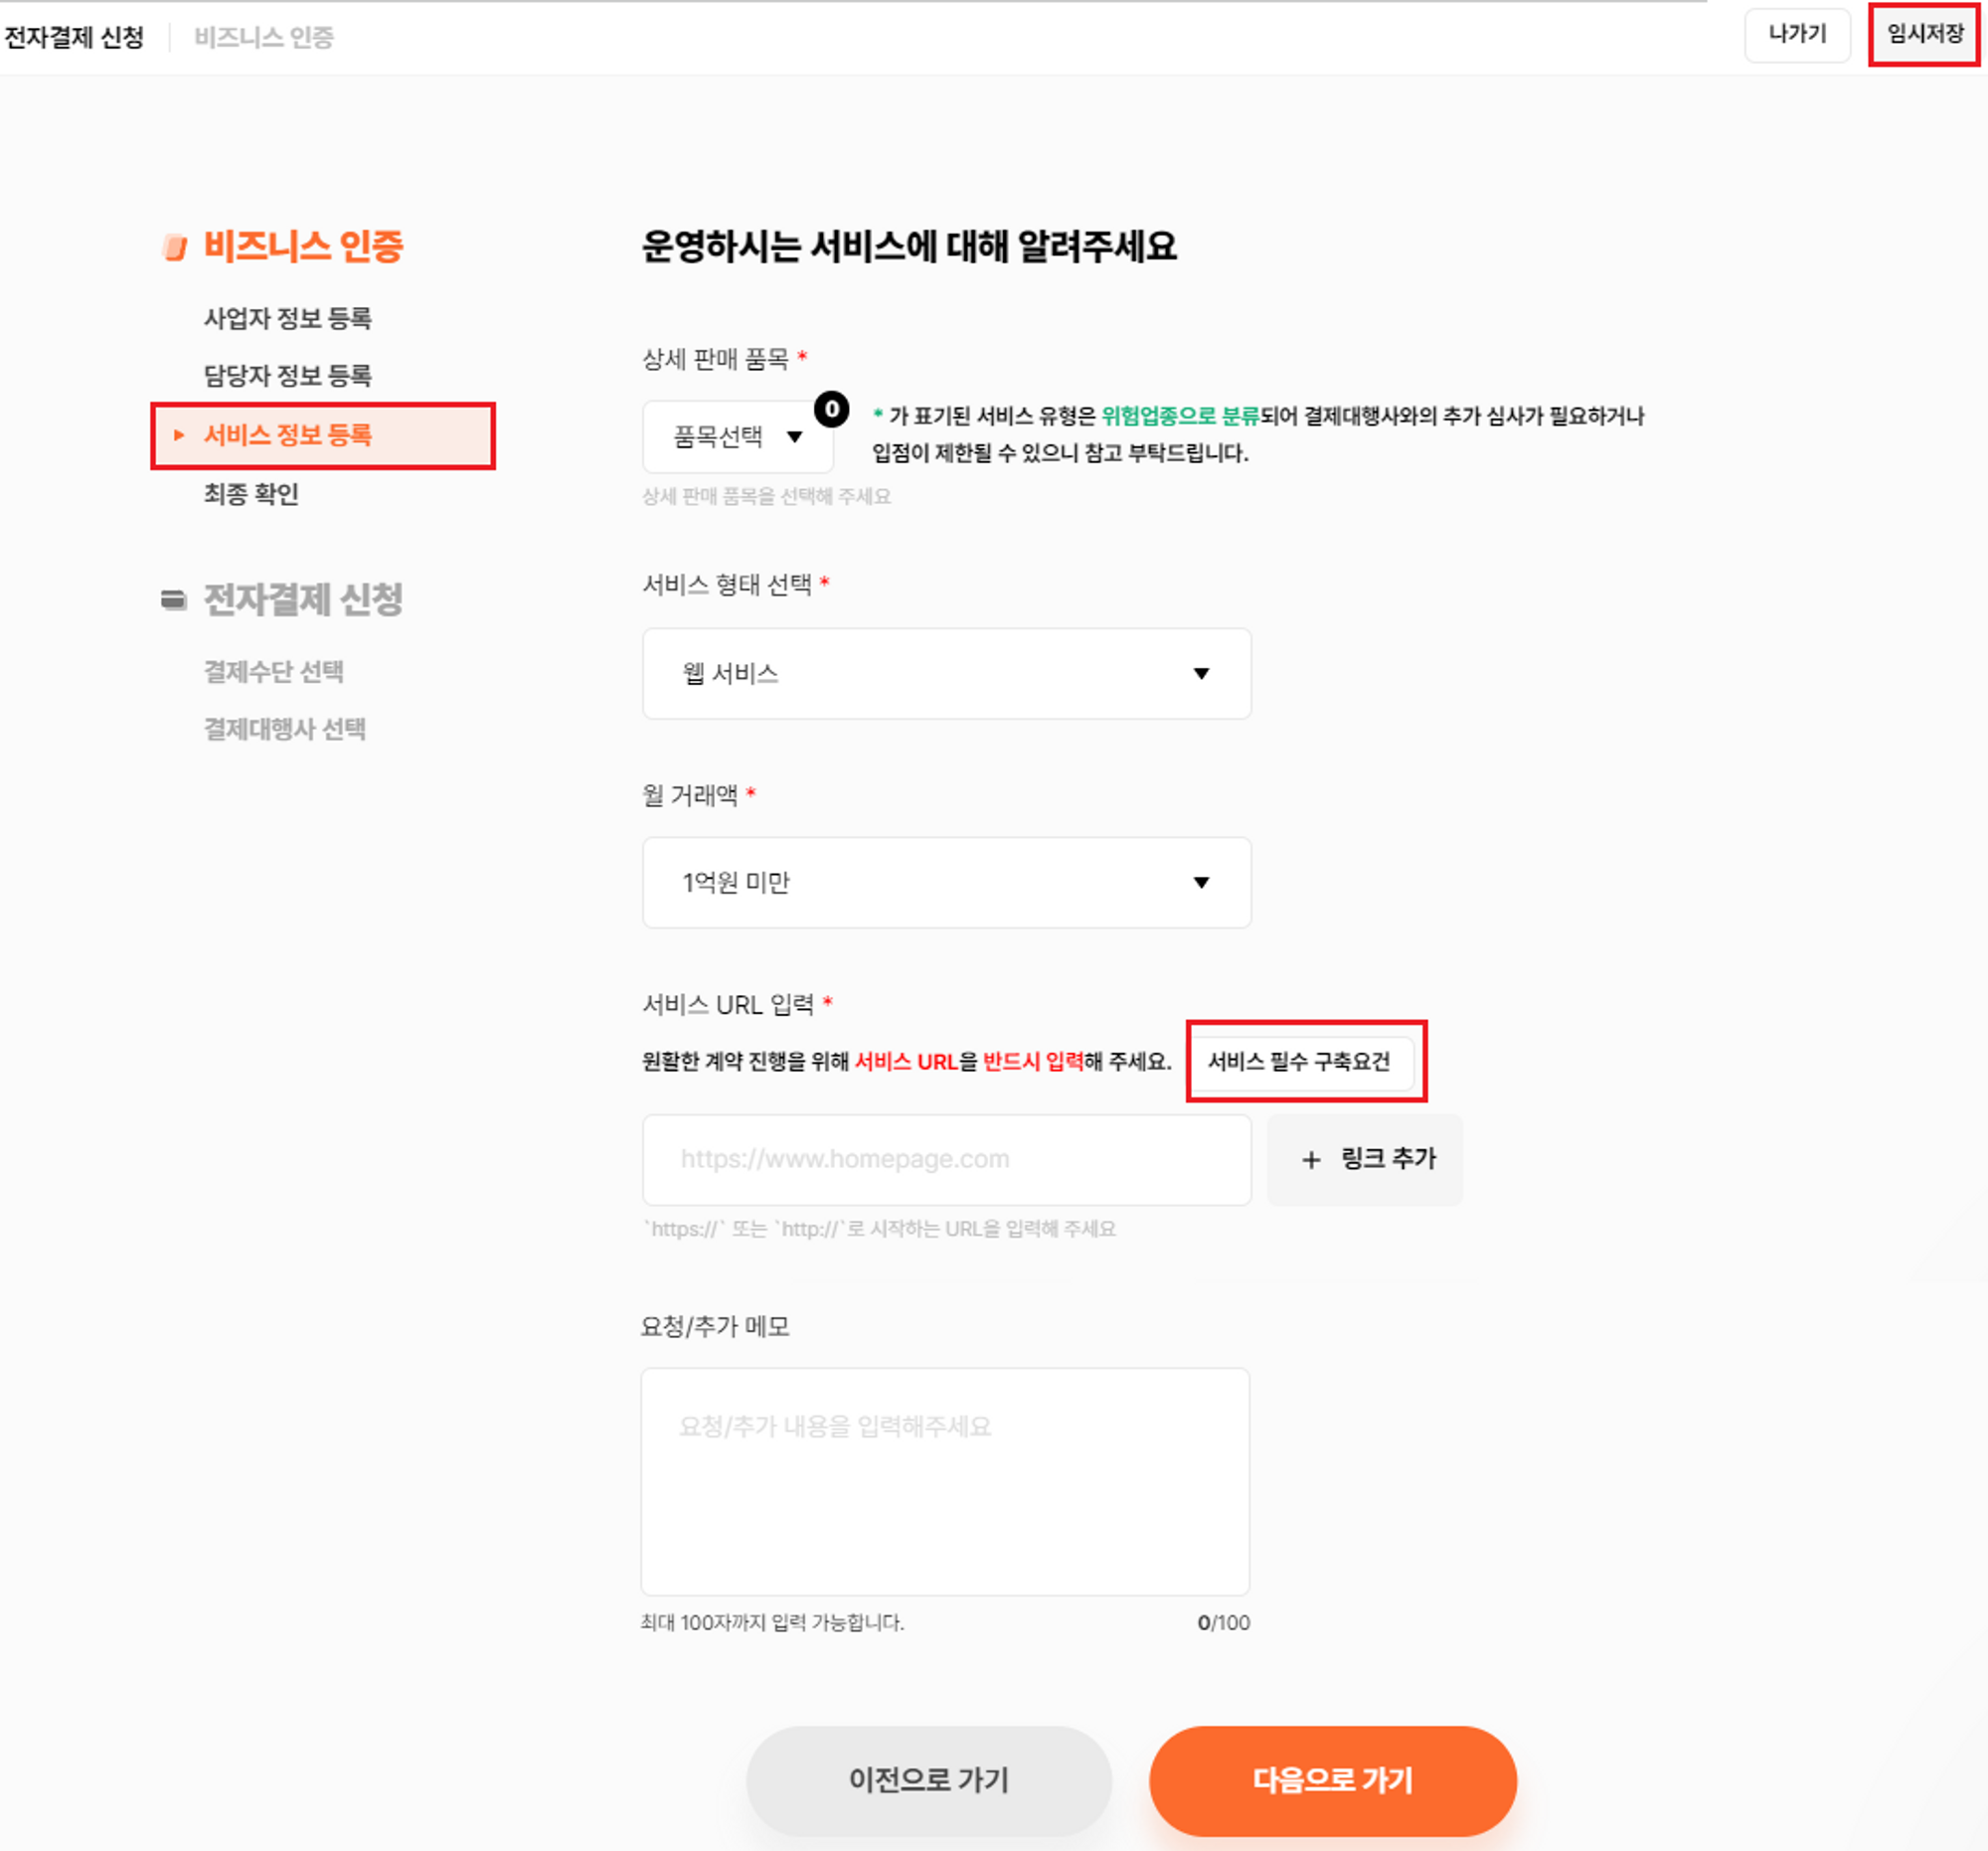 전자결제 신청
비즈니스 인증
나가기
임시저장
비즈니스 인증
사업자 정보 등록
담당자 정보 등록
서비스 정보 등록
최종 확인
전자결제 신청
결제수단 선택
결제대행사 선택
운영하시는 서비스에 대해 알려주세요
상세 판매 품목 *
품목선택 ▼
0
* 가 표기된 서비스 유형은 위험업종으로 분류되어 결제대행사와의 추가 심사가 필요하거나
입점이 제한될 수 있으니 참고 부탁드립니다.
상세 판매 품목을 선택해 주세요
서비스 형태 선택 *
웹 서비스 ▼
월 거래액 *
1억원 미만 ▼
서비스 URL 입력 *
원활한 계약 진행을 위해 서비스 URL을 반드시 입력해 주세요.
서비스 필수 구축요건
https://www.homepage.com
+ 링크 추가
`https://` 또는 `http://`로 시작하는 URL을 입력해 주세요
요청/추가 메모
요청/추가 내용을 입력해주세요
최대 100자까지 입력 가능합니다.
0/100
이전으로 가기
다음으로 가기